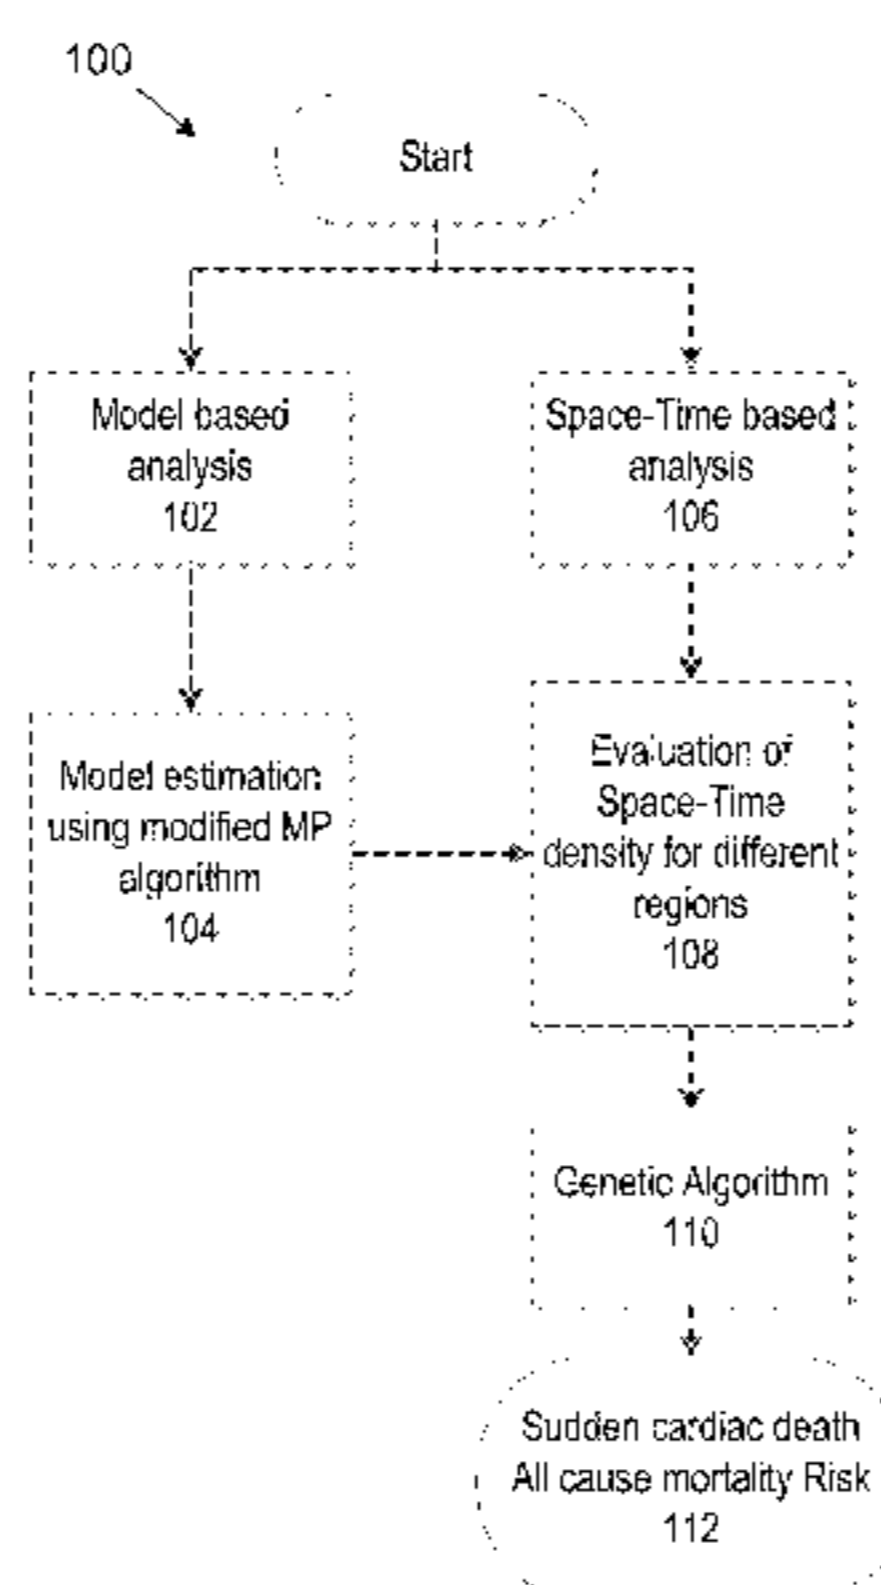 100
Start
Model based
analysis
102
Space-Time based
analysis
106
Model estimation
using modified MP
algorithm
104
Evaluation of
Space-Time
density for different
regions
108
Genetic Algorithm
110
Sudden cardiac death
All cause mortality Risk
112